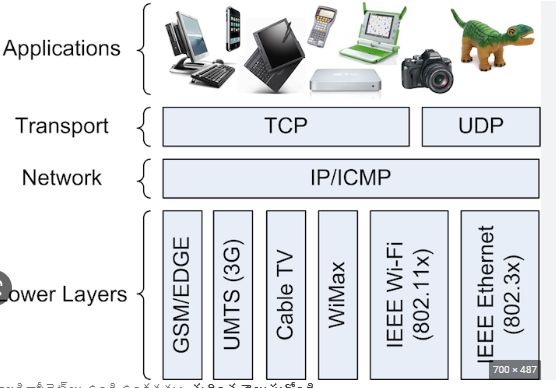 Applications
Transport
TCP
UDP
Network
IP/ICMP
Lower Layers
GSM/EDGE
UMTS (3G)
Cable TV
WiMax
IEEE Wi-Fi
(802.11x)
IEEE Ethernet
(802.3x)
700 × 487